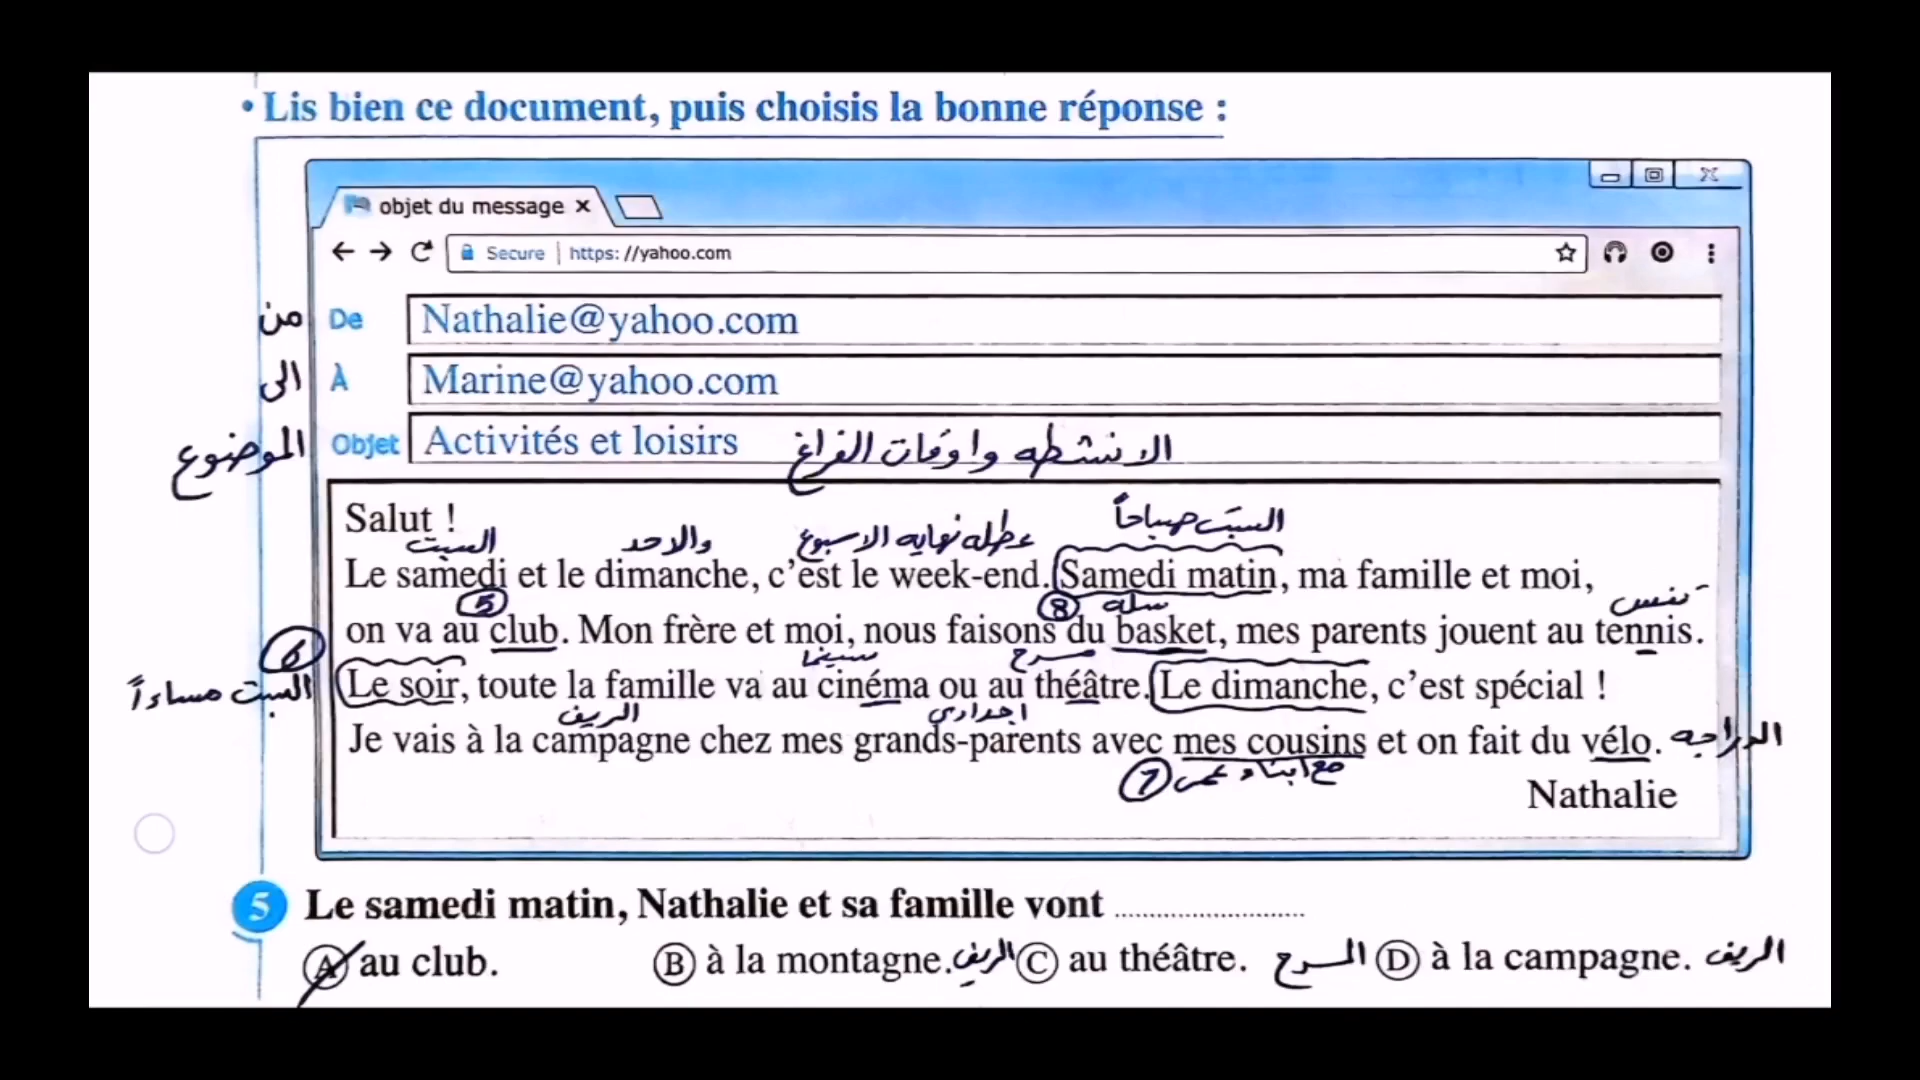 • Lis bien ce document, puis choisis la bonne réponse :
objet du message ×
Secure | https: //yahoo.com
من De Nathalie@yahoo.com
الى À Marine@yahoo.com
الموضوع Objet Activités et loisirs الانشطه واوقات الفراغ
Salut !
السبت والاحد عطله نهايه الاسبوع السبت صباحاً
Le samedi et le dimanche, c'est le week-end. Samedi matin, ma famille et moi,
5 8 سله تنس
on va au club. Mon frère et moi, nous faisons du basket, mes parents jouent au tennis.
6 سينما مسرح
السبت مساءاً Le soir, toute la famille va au cinéma ou au théâtre. Le dimanche, c'est spécial !
الريف اجدادي
Je vais à la campagne chez mes grands-parents avec mes cousins et on fait du vélo. الدراجه
7 مع ابناء عمى
Nathalie
5 Le samedi matin, Nathalie et sa famille vont ..........................
A au club. B à la montagne. الريف C au théâtre. المسرح D à la campagne. الريف